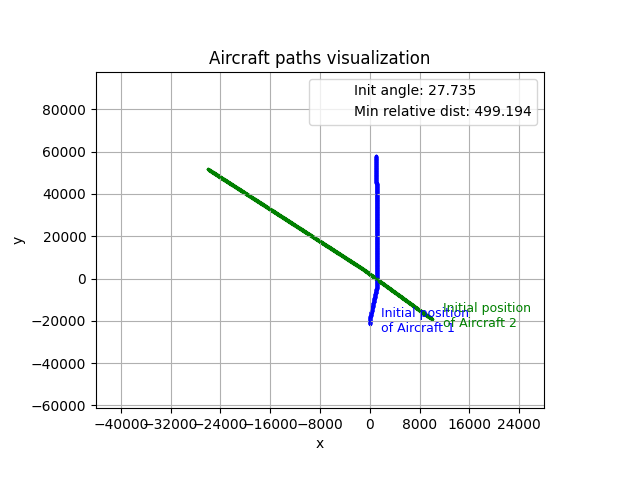 Aircraft paths visualization
Init angle: 27.735
Min relative dist: 499.194
80000
60000
40000
20000
0
−20000
−40000
−60000
y
Initial position
of Aircraft 1
Initial position
of Aircraft 2
−40000 −32000 −24000 −16000 −8000 0 8000 16000 24000
x